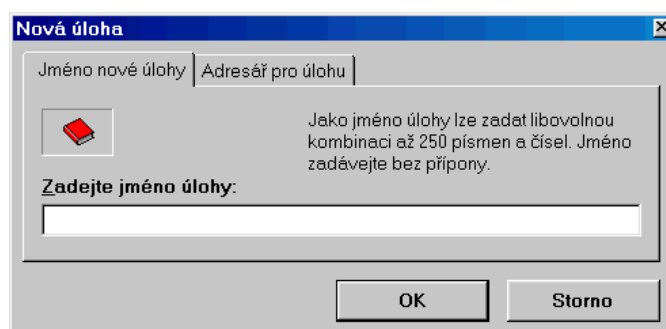 Nová úloha
Jméno nové úlohy Adresář pro úlohu
Jako jméno úlohy lze zadat libovolnou
kombinaci až 250 písmen a čísel. Jméno
zadávejte bez přípony.
Zadejte jméno úlohy:
OK Storno